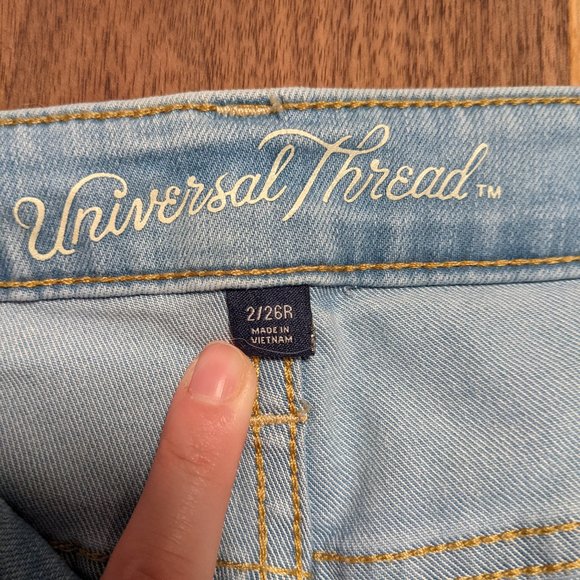 Universal Thread™
2/26R
MADE IN
VIETNAM